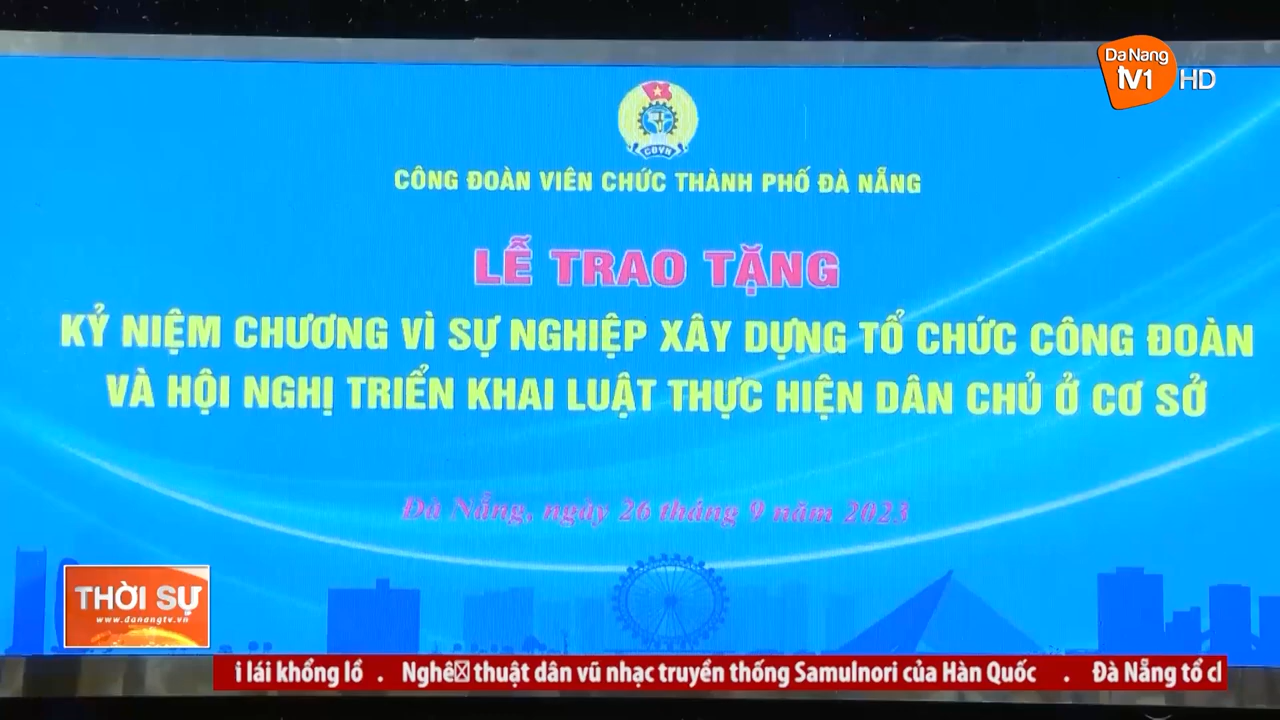 Da Nang
TV1 HD
CĐVN
CÔNG ĐOÀN VIÊN CHỨC THÀNH PHỐ ĐÀ NẴNG
LỄ TRAO TẶNG
KỶ NIỆM CHƯƠNG VÌ SỰ NGHIỆP XÂY DỰNG TỔ CHỨC CÔNG ĐOÀN
VÀ HỘI NGHỊ TRIỂN KHAI LUẬT THỰC HIỆN DÂN CHỦ Ở CƠ SỞ
Đà Nẵng, ngày 26 tháng 9 năm 2023
THỜI SỰ
www.danangtv.vn
i lái khổng lồ . Nghê thuật dân vũ nhạc truyền thống Samulnori của Hàn Quốc . Đà Nẵng tổ cl